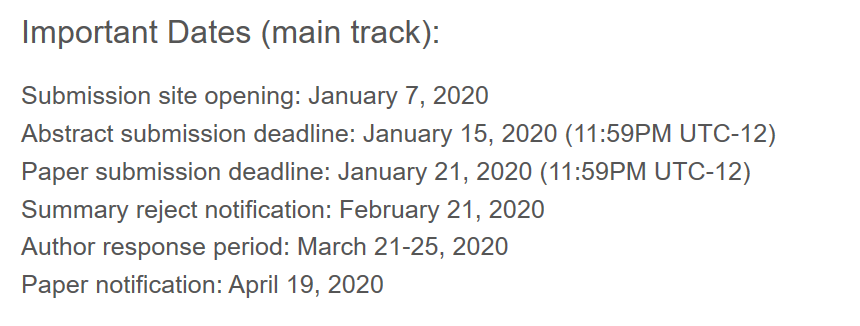 Important Dates (main track):
Submission site opening: January 7, 2020
Abstract submission deadline: January 15, 2020 (11:59PM UTC-12)
Paper submission deadline: January 21, 2020 (11:59PM UTC-12)
Summary reject notification: February 21, 2020
Author response period: March 21-25, 2020
Paper notification: April 19, 2020